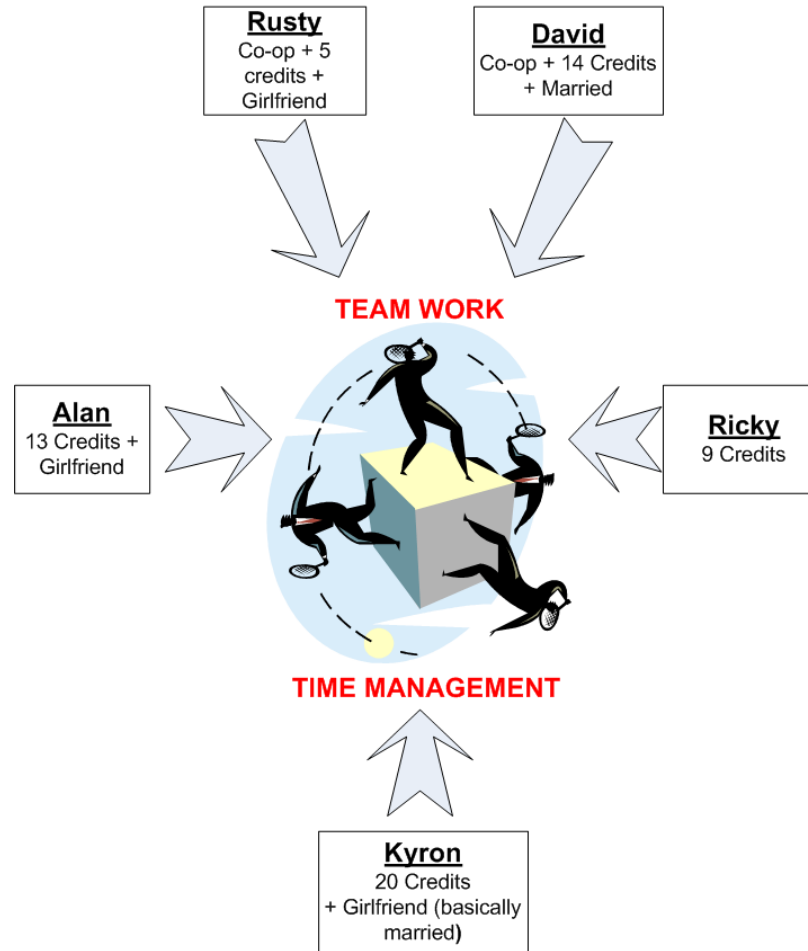 Rusty
Co-op + 5
credits +
Girlfriend
David
Co-op + 14 Credits
+ Married
TEAM WORK
Alan
13 Credits +
Girlfriend
Ricky
9 Credits
TIME MANAGEMENT
Kyron
20 Credits
+ Girlfriend (basically
married)